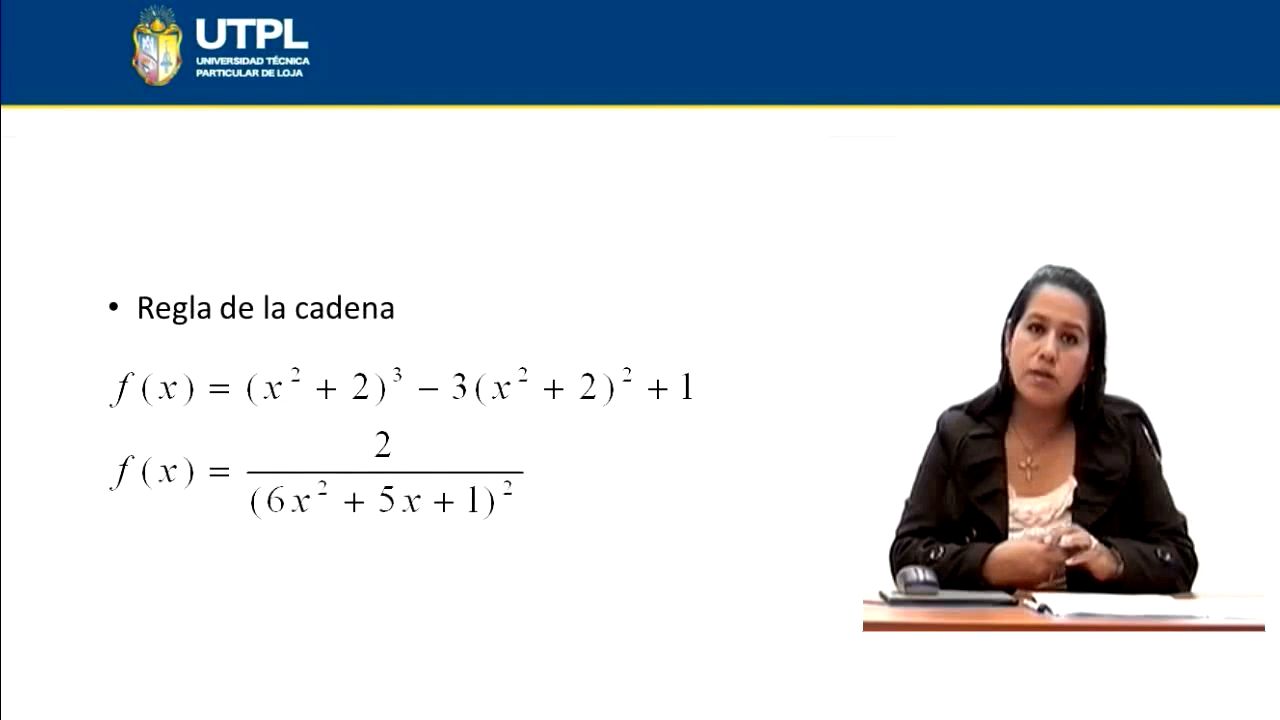 UTPL
UNIVERSIDAD TÉCNICA
PARTICULAR DE LOJA
• Regla de la cadena
f(x) = (x² + 2)³ − 3(x² + 2)² + 1
f(x) = 2 / (6x² + 5x + 1)²